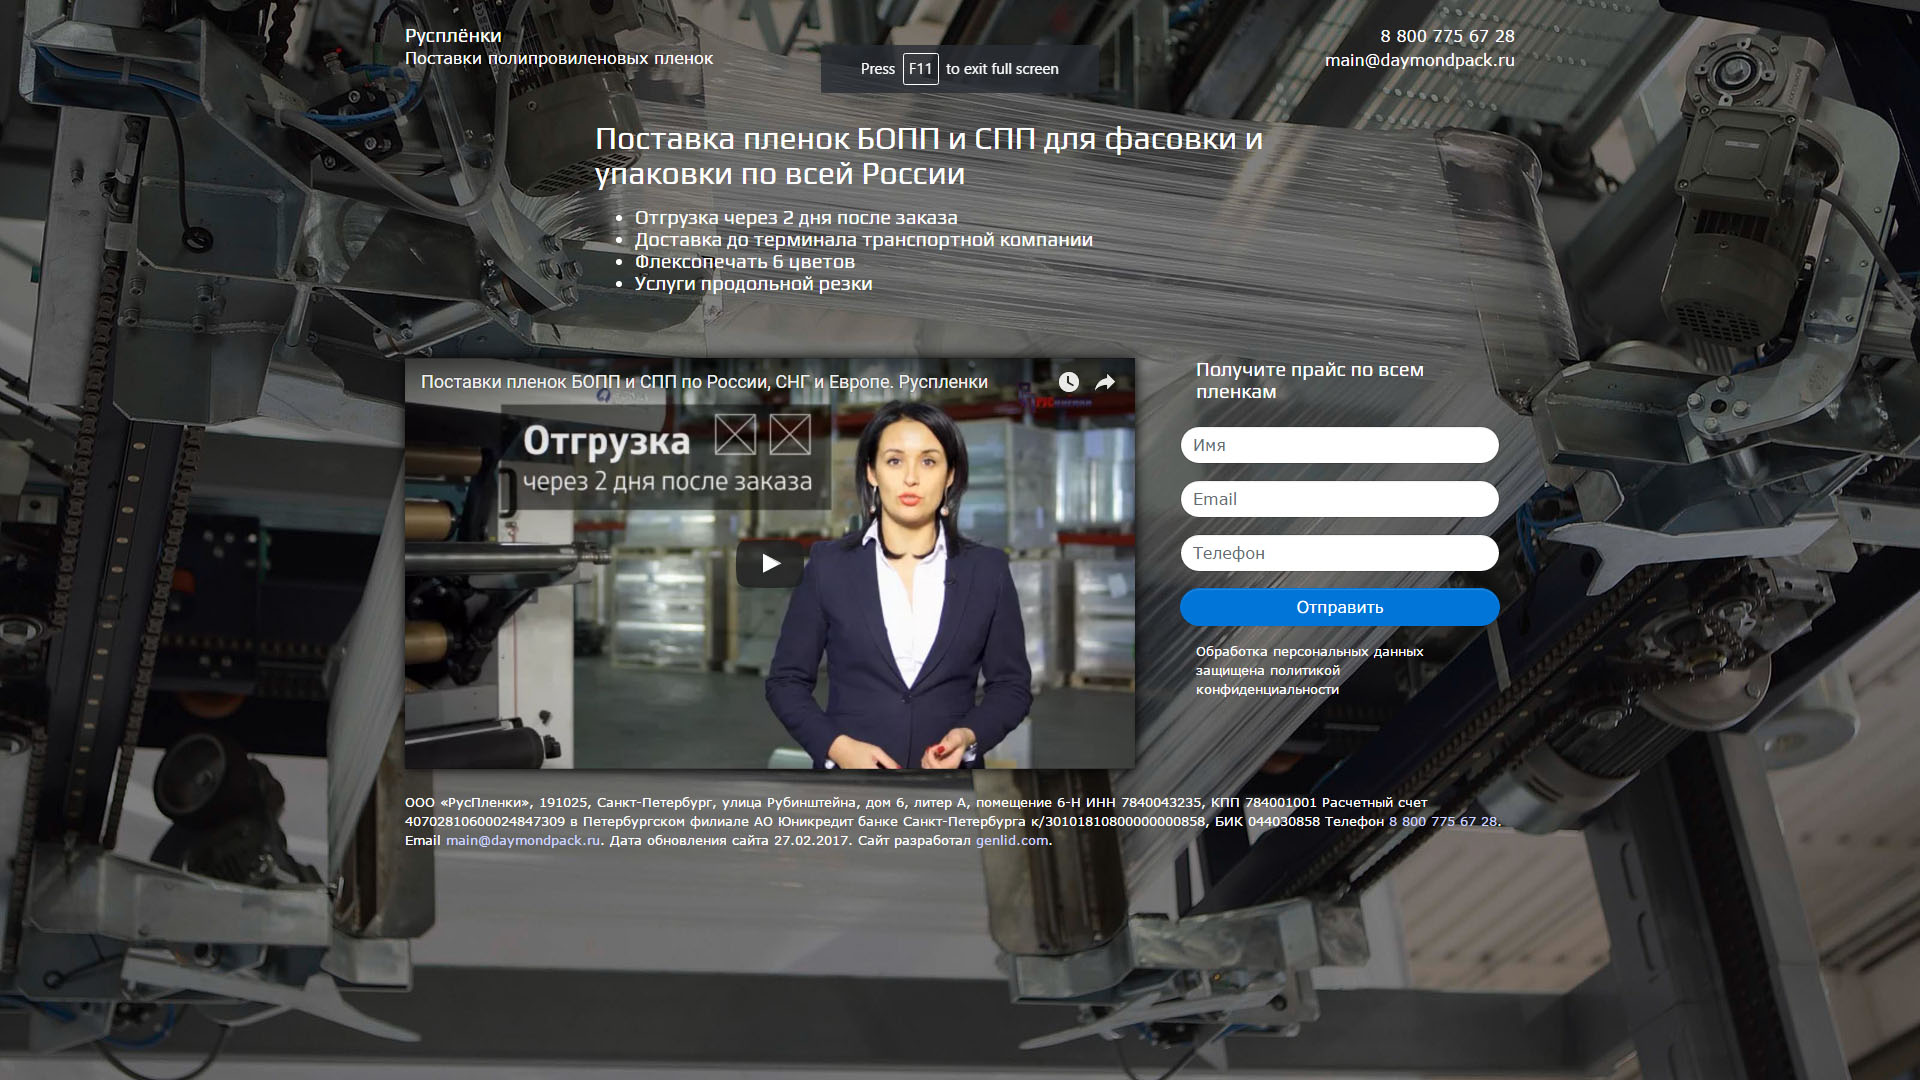 Русплёнки
Поставки полипровиленовых пленок
8 800 775 67 28
main@daymondpack.ru
Press F11 to exit full screen
Поставка пленок БОПП и СПП для фасовки и
упаковки по всей России
Отгрузка через 2 дня после заказа
Доставка до терминала транспортной компании
Флексопечать 6 цветов
Услуги продольной резки
Поставки пленок БОПП и СПП по России, СНГ и Европе. Руспленки
Отгрузка
через 2 дня после заказа
Получите прайс по всем
пленкам
Имя
Email
Телефон
Отправить
Обработка персональных данных
защищена политикой
конфиденциальности
ООО «РусПленки», 191025, Санкт-Петербург, улица Рубинштейна, дом 6, литер А, помещение 6-Н ИНН 7840043235, КПП 784001001 Расчетный счет
40702810600024847309 в Петербургском филиале АО Юникредит банке Санкт-Петербурга к/30101810800000000858, БИК 044030858 Телефон 8 800 775 67 28.
Email main@daymondpack.ru. Дата обновления сайта 27.02.2017. Сайт разработал genlid.com.